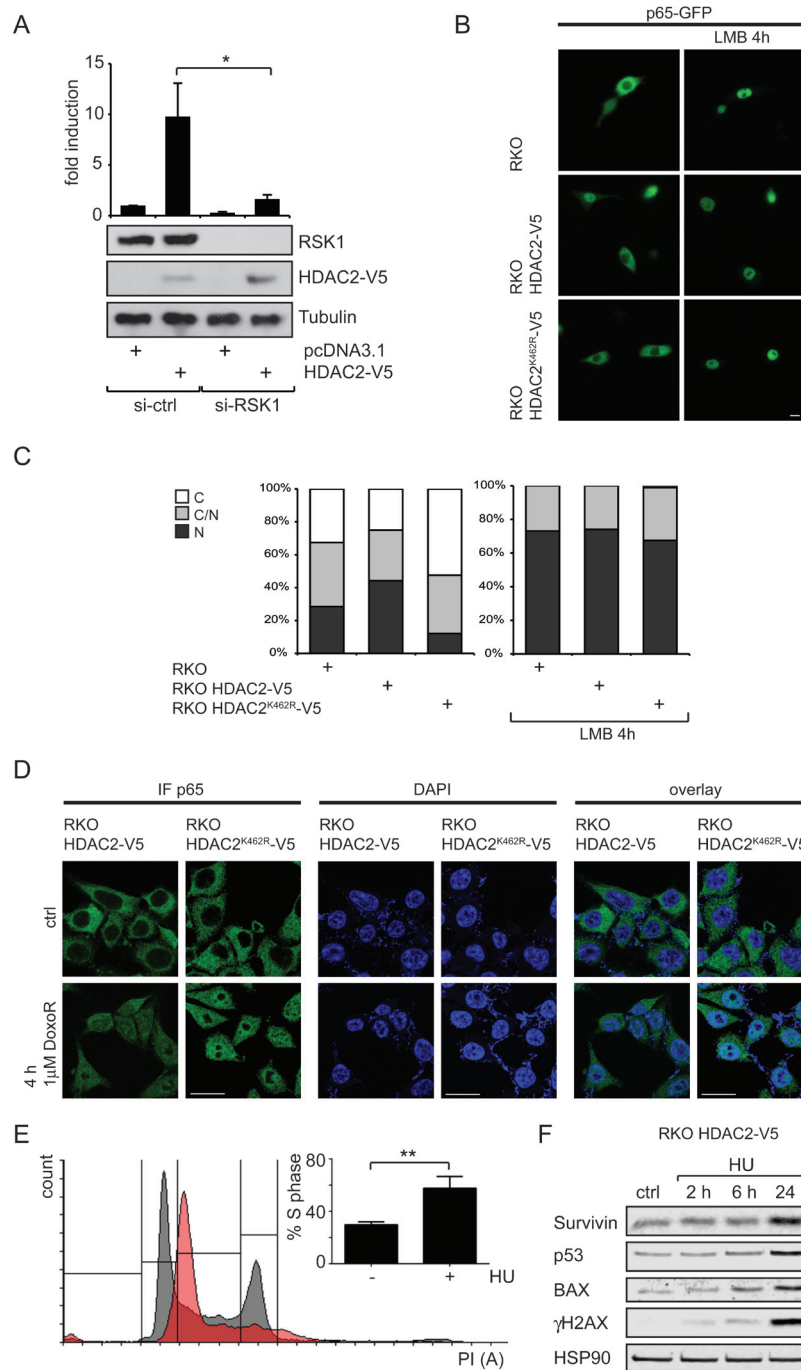 A
*
fold induction
15
10
5
0
RSK1
HDAC2-V5
Tubulin
+ + pcDNA3.1
+ + HDAC2-V5
si-ctrl si-RSK1
B
p65-GFP
LMB 4h
RKO
RKO
HDAC2-V5
RKO
HDAC2K462R-V5
C
C
C/N
N
100%
80%
60%
40%
20%
0%
100%
80%
60%
40%
20%
0%
RKO + +
RKO HDAC2-V5 + +
RKO HDAC2K462R-V5 + +
LMB 4h
D
IF p65 DAPI overlay
RKO RKO RKO RKO RKO RKO
HDAC2-V5 HDAC2K462R-V5 HDAC2-V5 HDAC2K462R-V5 HDAC2-V5 HDAC2K462R-V5
ctrl
4 h
1µM DoxoR
E
count
PI (A)
% S phase
80
40
0
**
- + HU
F
RKO HDAC2-V5
HU
ctrl 2 h 6 h 24
Survivin
p53
BAX
γH2AX
HSP90